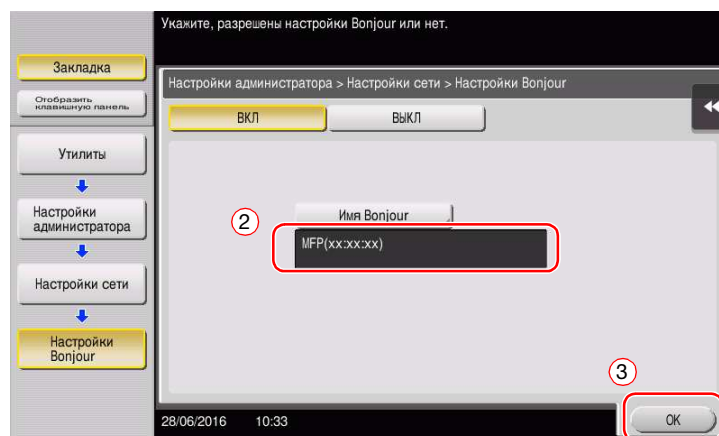 Укажите, разрешены настройки Bonjour или нет.
Закладка
Отобразить
клавишную панель
Утилиты
Настройки
администратора
Настройки сети
Настройки
Bonjour
Настройки администратора > Настройки сети > Настройки Bonjour
ВКЛ
ВЫКЛ
2
Имя Bonjour
MFP(xx:xx:xx)
3
28/06/2016 10:33
OK